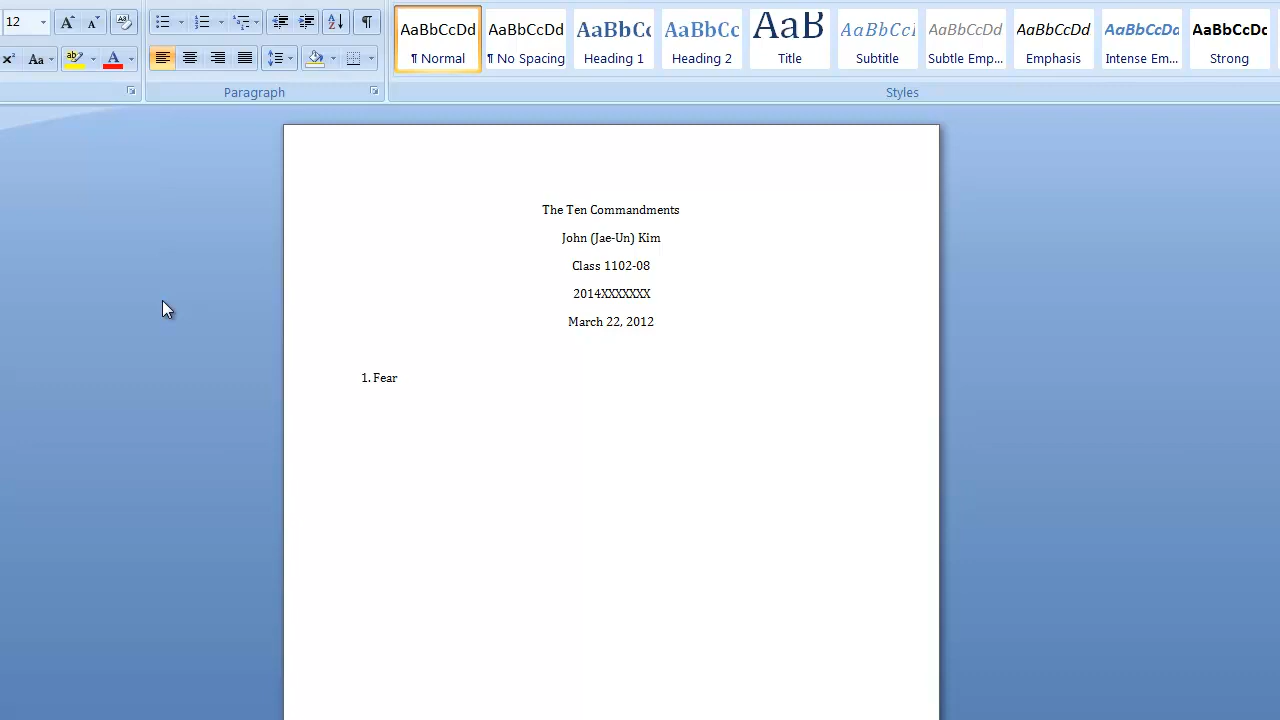 12
Aa
AaBbCcDd AaBbCcDd AaBbCc AaBbCc AaB AaBbCcI AaBbCcDd AaBbCcDd AaBbCcDd AaBbCcDc
¶ Normal ¶ No Spacing Heading 1 Heading 2 Title Subtitle Subtle Emp... Emphasis Intense Em... Strong
Paragraph Styles
The Ten Commandments
John (Jae-Un) Kim
Class 1102-08
2014XXXXXXX
March 22, 2012
1. Fear